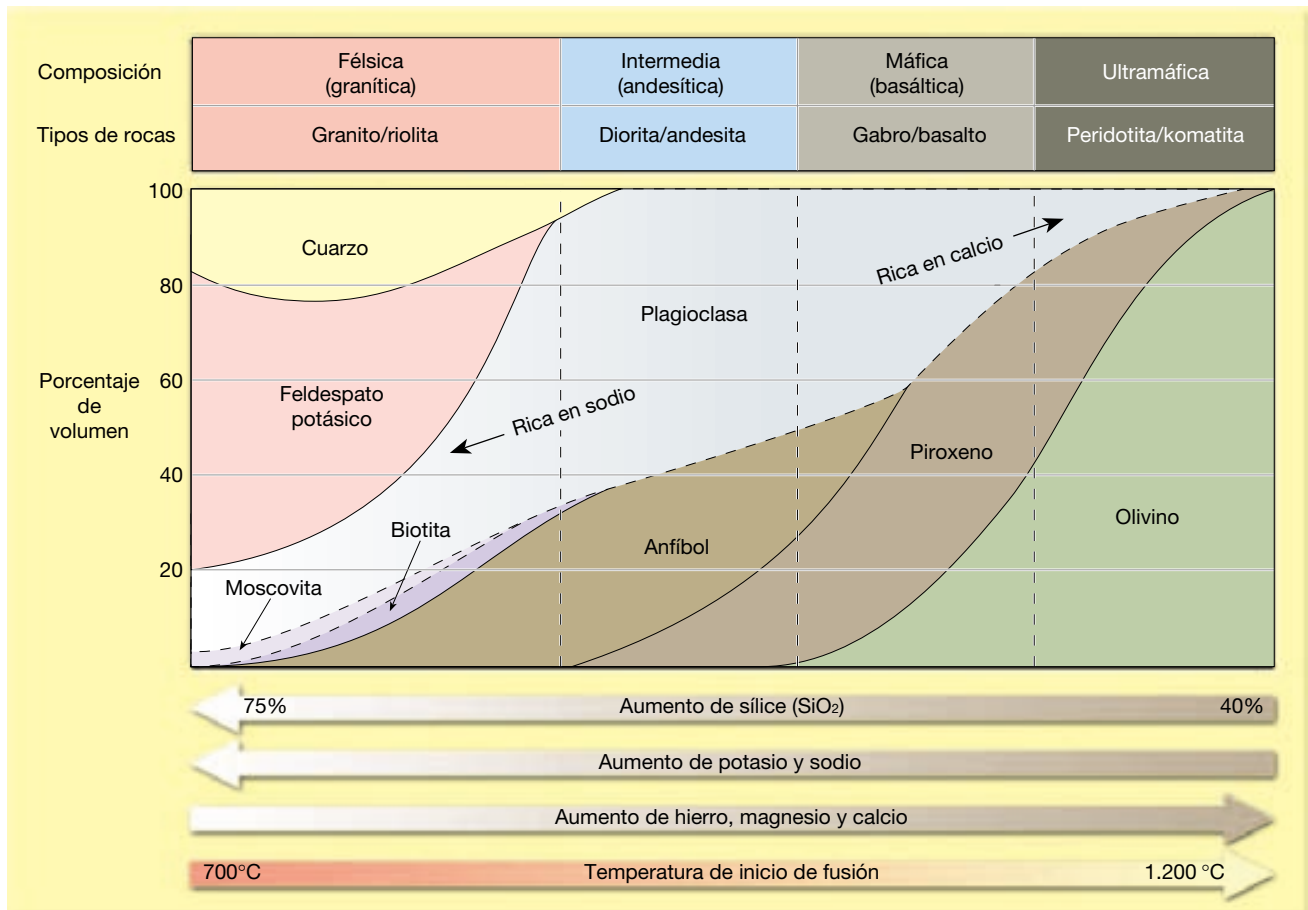 Composición
Félsica
(granítica)
Intermedia
(andesítica)
Máfica
(basáltica)
Ultramáfica
Tipos de rocas
Granito/riolita
Diorita/andesita
Gabro/basalto
Peridotita/komatita
Porcentaje
de
volumen
100
80
60
40
20
Cuarzo
Feldespato
potásico
Plagioclasa
Rica en calcio
Rica en sodio
Piroxeno
Biotita
Moscovita
Anfíbol
Olivino
75% Aumento de sílice (SiO₂) 40%
Aumento de potasio y sodio
Aumento de hierro, magnesio y calcio
700°C Temperatura de inicio de fusión 1.200 °C